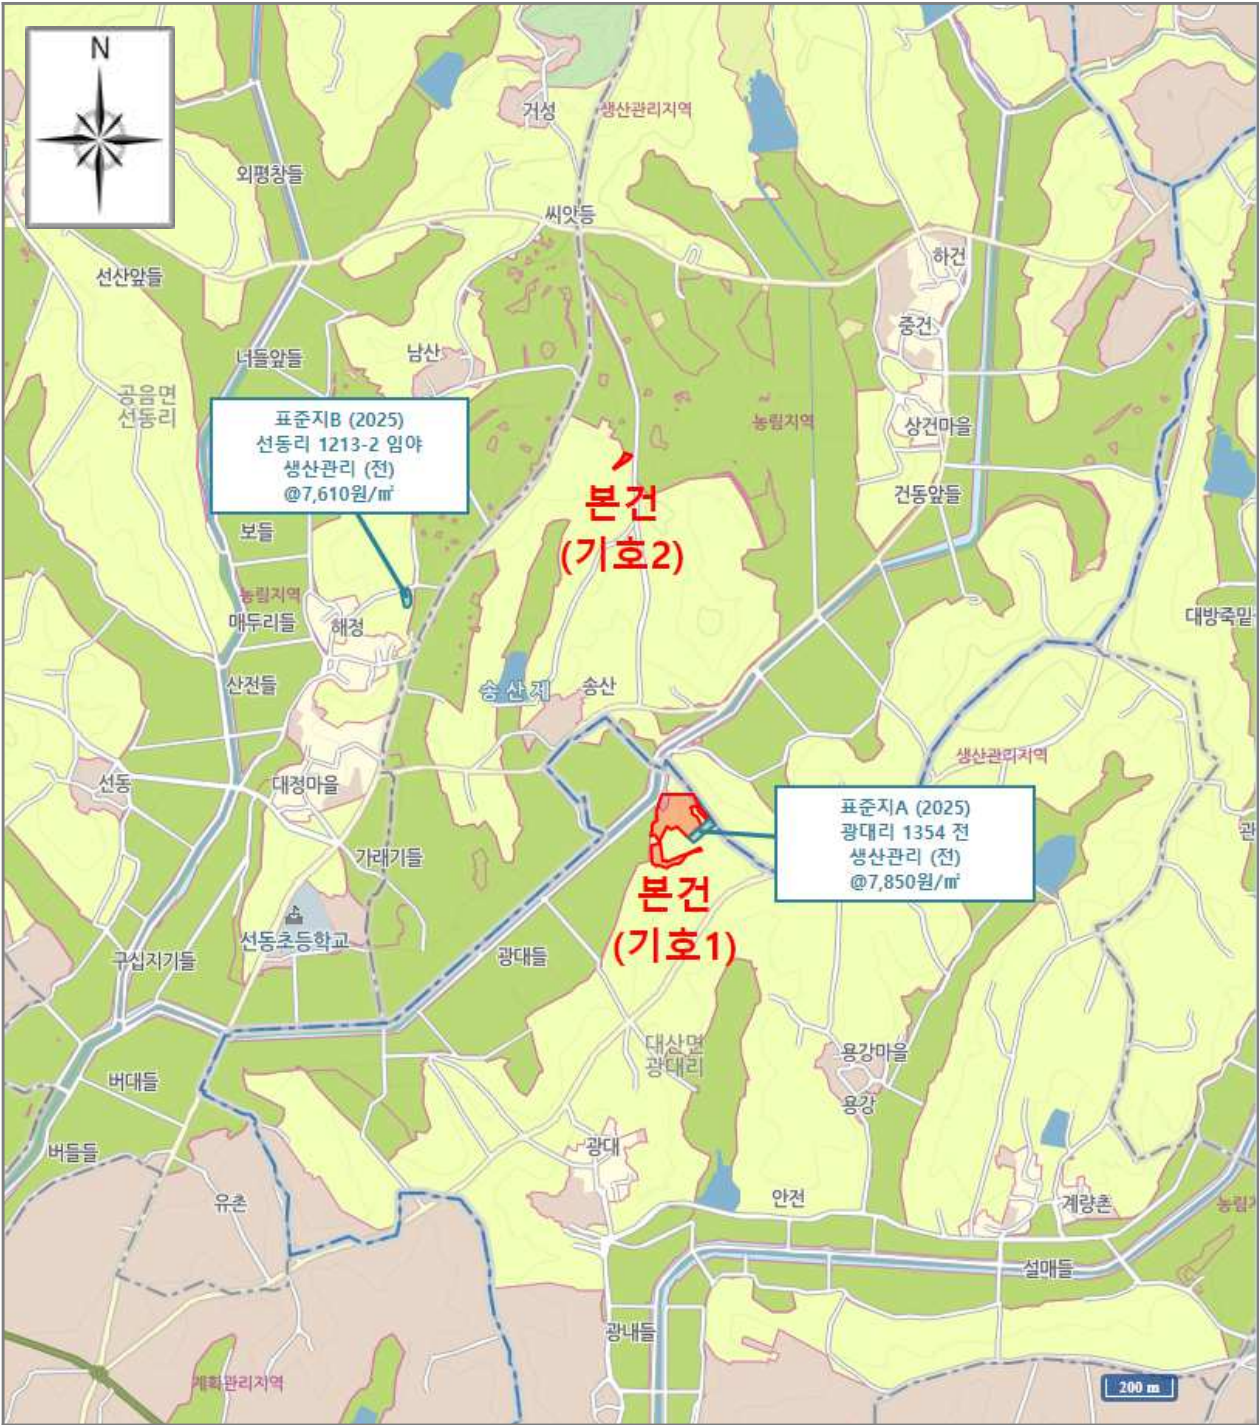 N
거성
생산관리지역
외평창들
씨앗등
선산앞들
하건
중건
너들앞들
남산
공음면
선동리
표준지B (2025)
선동리 1213-2 임야
생산관리 (전)
@7,610원/㎡
농림지역
상건마을
본건
(기호2)
건동앞들
보들
농림지역
매두리들
해정
대방죽밑
산전들
송산제
송산
생산관리지역
선동
대정마을
표준지A (2025)
광대리 1354 전
생산관리 (전)
@7,850원/㎡
관
가래기들
본건
(기호1)
선동초등학교
구십지기들
광대들
대산면
광대리
용강마을
버대들
용강
버들들
광대
유촌
안전
계량촌
농림지
설매들
광내들
계획관리지역
200 m